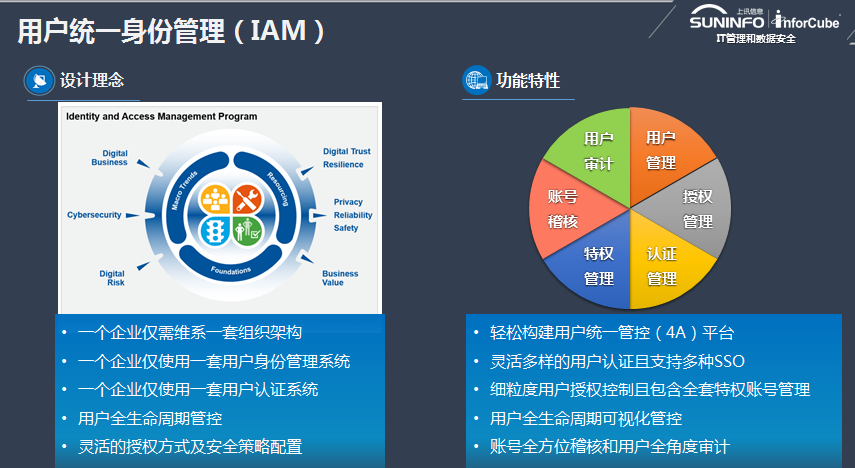 用户统一身份管理（IAM）
上讯信息
SUNINFO
InforCube
IT管理和数据安全
设计理念
Identity and Access Management Program
Digital
Business
Cybersecurity
Digital
Risk
Macro Trends
Resourcing
Foundations
Digital Trust
Resilience
Privacy
Reliability
Safety
Business
Value
一个企业仅需维系一套组织架构
一个企业仅使用一套用户身份管理系统
一个企业仅使用一套用户认证系统
用户全生命周期管控
灵活的授权方式及安全策略配置
功能特性
用户
审计
用户
管理
账号
稽核
授权
管理
特权
管理
认证
管理
轻松构建用户统一管控（4A）平台
灵活多样的用户认证且支持多种SSO
细粒度用户授权控制且包含全套特权账号管理
用户全生命周期可视化管控
账号全方位稽核和用户全角度审计